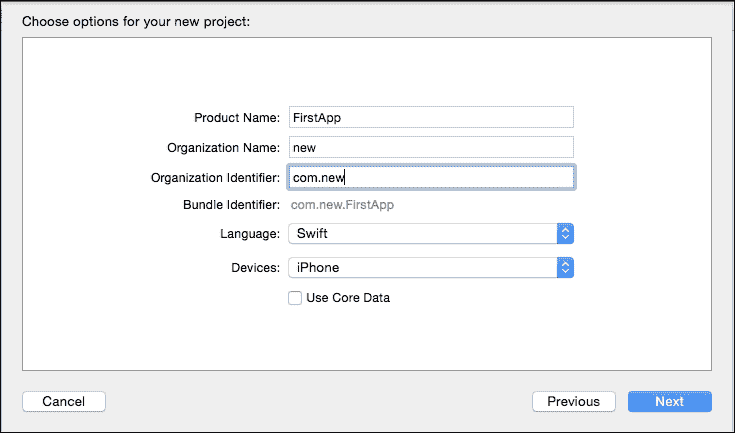 Choose options for your new project:
Product Name: FirstApp
Organization Name: new
Organization Identifier: com.new
Bundle Identifier: com.new.FirstApp
Language: Swift
Devices: iPhone
Use Core Data
Cancel Previous Next